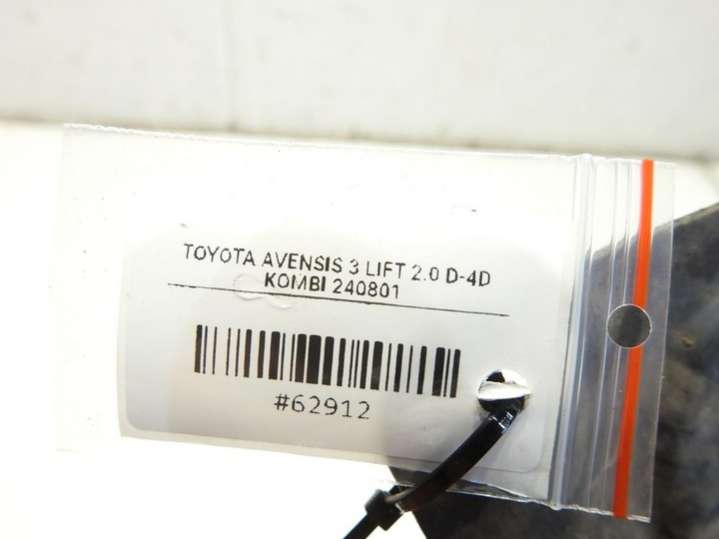 TOYOTA AVENSIS 3 LIFT 2.0 D-4D
KOMBI 240801
#62912